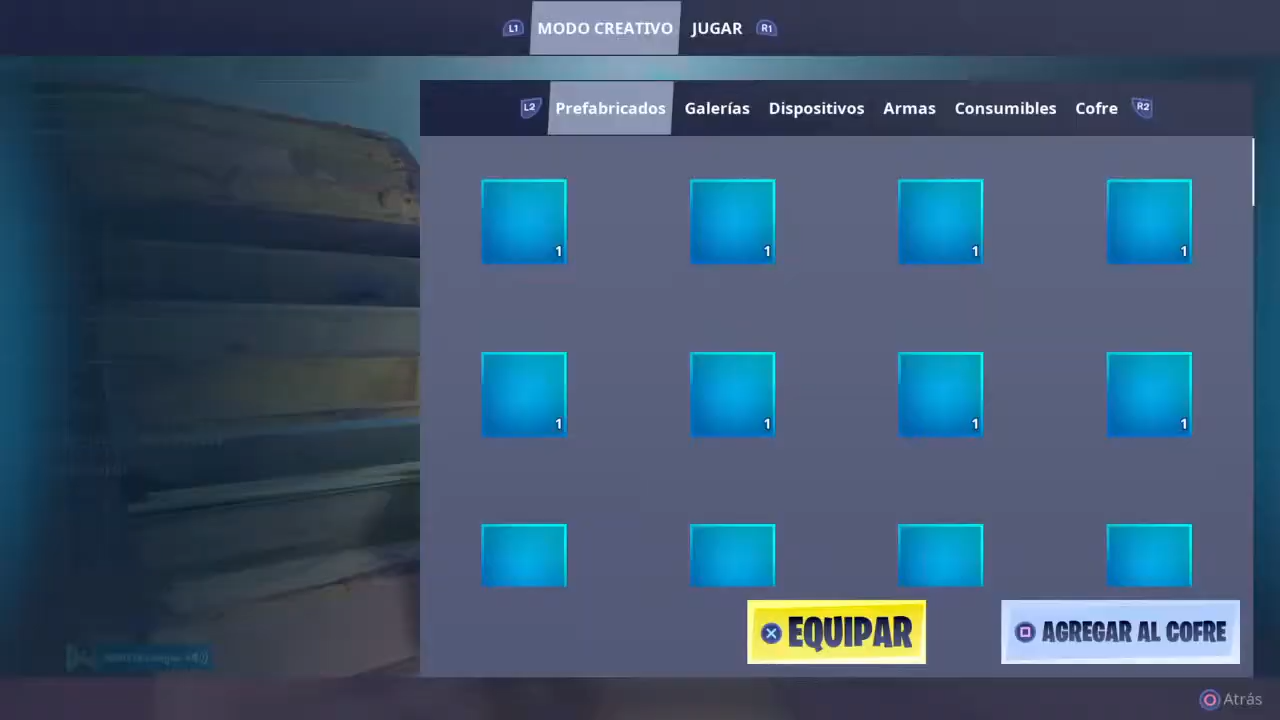 L1 MODO CREATIVO JUGAR R1
L2 Prefabricados Galerías Dispositivos Armas Consumibles Cofre R2
1 1 1 1
1 1 1 1
EQUIPAR AGREGAR AL COFRE
Atrás